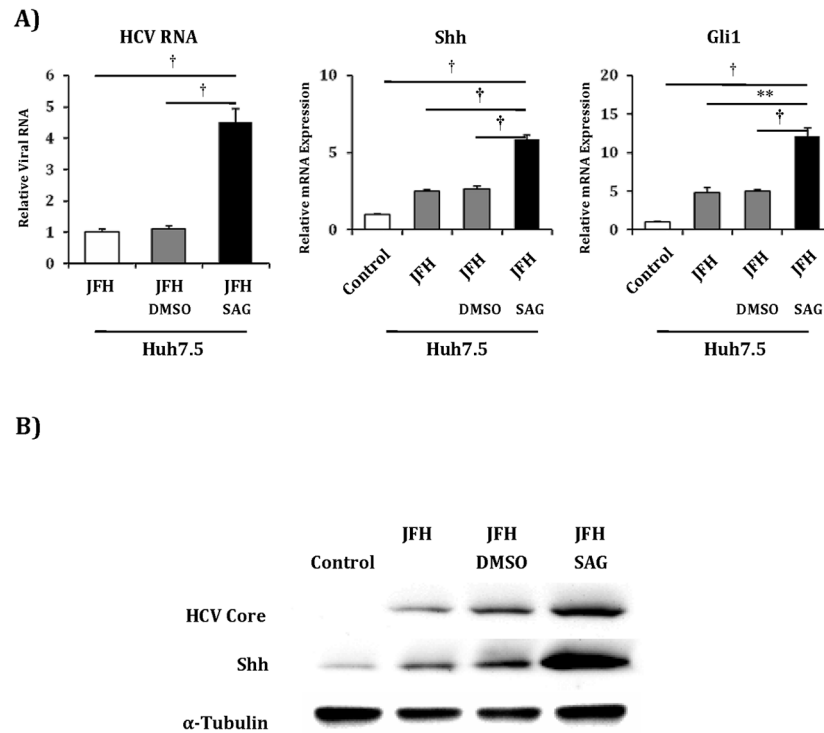 A)
HCV RNA
Relative Viral RNA
6
5
4
3
2
1
0
†
†
JFH
JFH
JFH
DMSO
SAG
Huh7.5
Shh
Relative mRNA Expression
10
5
0
†
†
†
Control
JFH
JFH
JFH
DMSO
SAG
Huh7.5
Gli1
Relative mRNA Expression
20
15
10
5
0
†
**
†
Control
JFH
JFH
JFH
DMSO
SAG
Huh7.5
B)
JFH JFH JFH
Control DMSO SAG
HCV Core
Shh
α-Tubulin